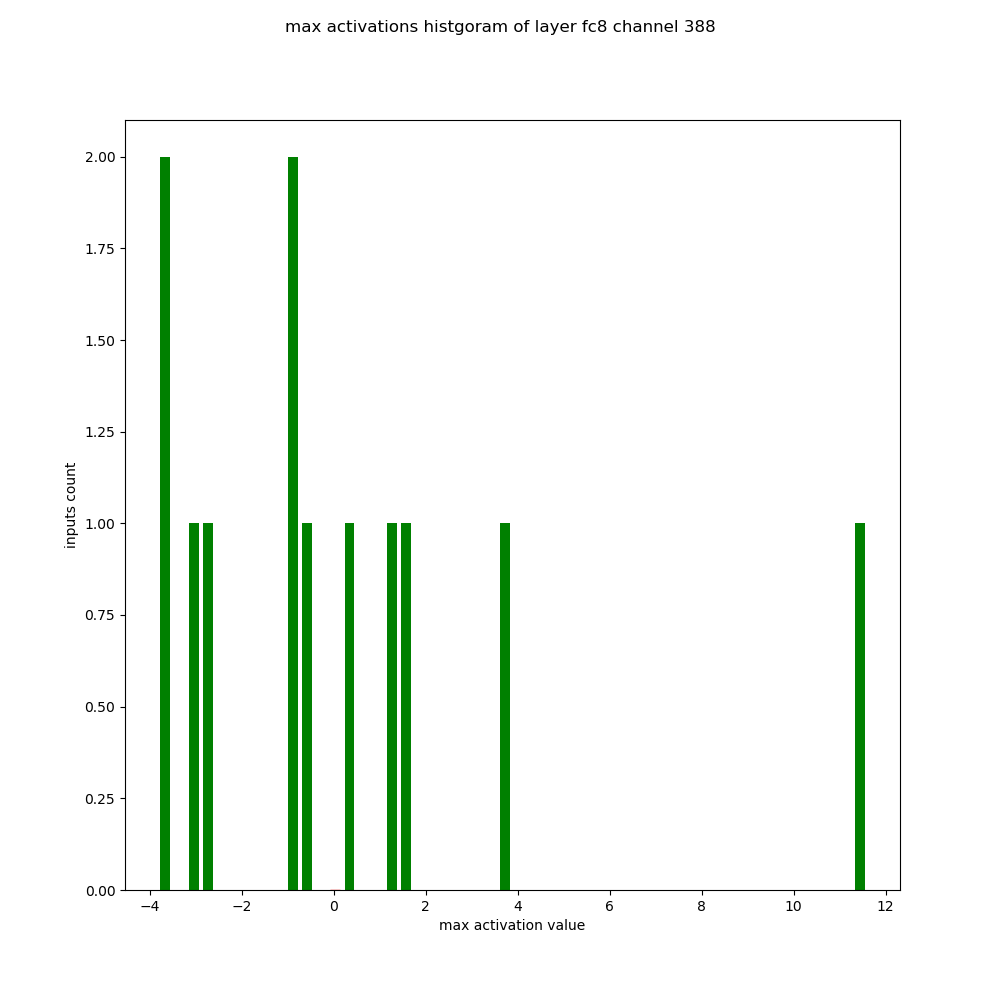 max activations histgoram of layer fc8 channel 388
2.00
1.75
1.50
1.25
1.00
0.75
0.50
0.25
0.00
inputs count
−4 −2 0 2 4 6 8 10 12
max activation value